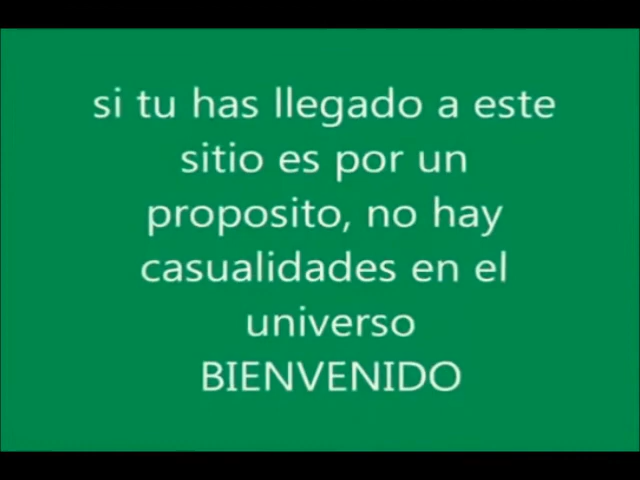 si tu has llegado a este
sitio es por un
proposito, no hay
casualidades en el
universo
BIENVENIDO